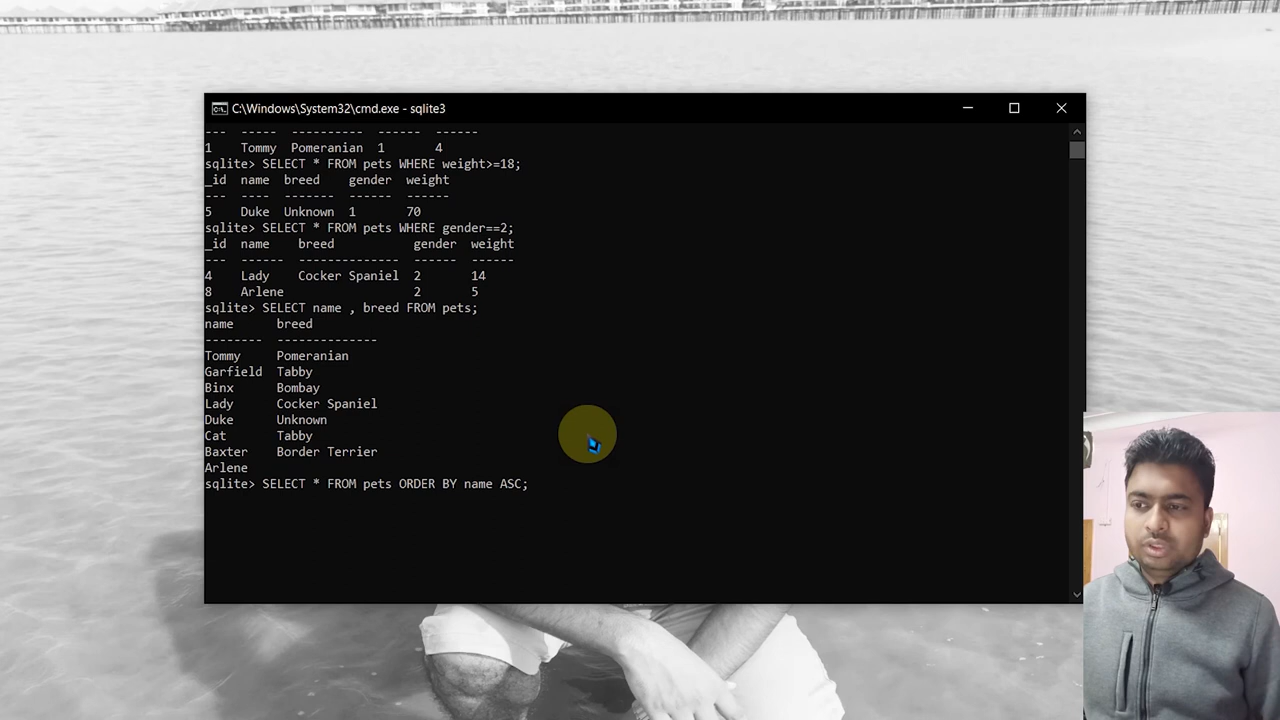 C:\Windows\System32\cmd.exe - sqlite3
---  -----  ----------  ------  ------
1    Tommy  Pomeranian  1       4
sqlite> SELECT * FROM pets WHERE weight>=18;
_id  name  breed    gender  weight
---  ----  -------  ------  ------
5    Duke  Unknown  1       70
sqlite> SELECT * FROM pets WHERE gender==2;
_id  name    breed           gender  weight
---  ------  --------------  ------  ------
4    Lady    Cocker Spaniel  2       14
8    Arlene                  2       5
sqlite> SELECT name , breed FROM pets;
name      breed
--------  --------------
Tommy     Pomeranian
Garfield  Tabby
Binx      Bombay
Lady      Cocker Spaniel
Duke      Unknown
Cat       Tabby
Baxter    Border Terrier
Arlene
sqlite> SELECT * FROM pets ORDER BY name ASC;